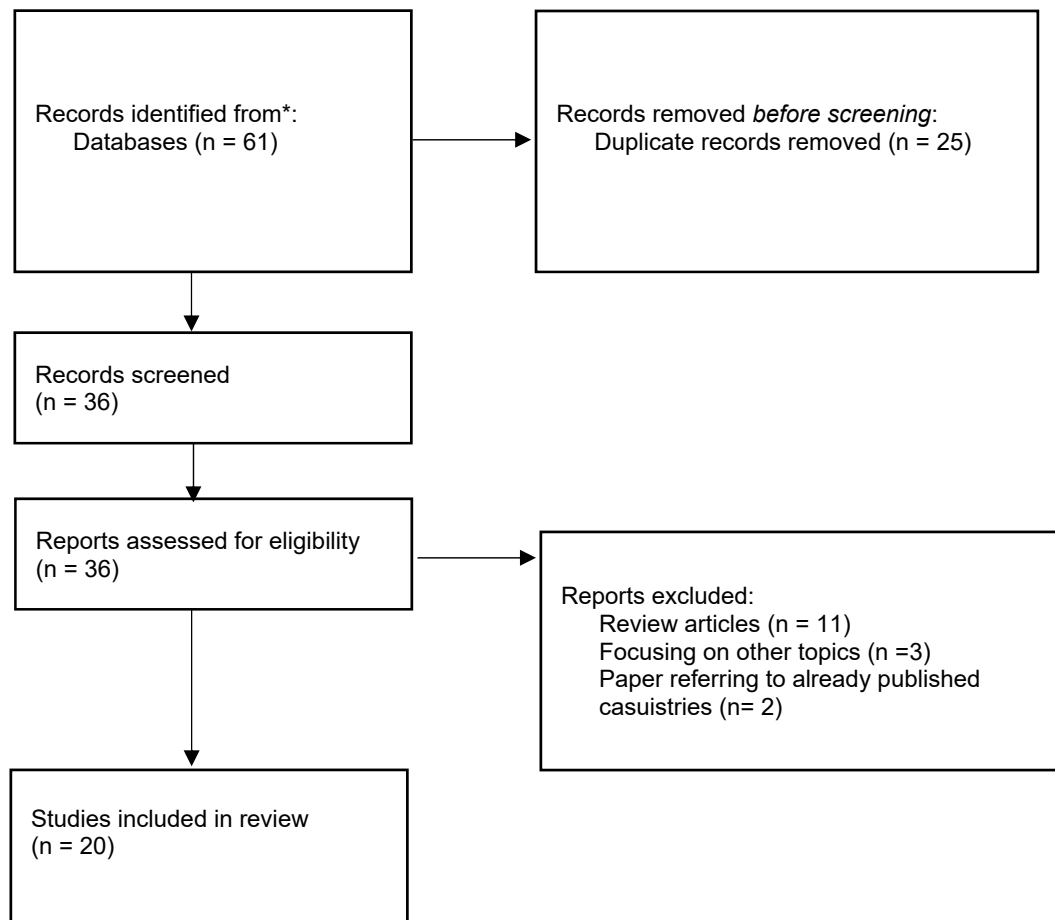 Records identified from*:
Databases (n = 61)
Records removed before screening:
Duplicate records removed (n = 25)
Records screened
(n = 36)
Reports assessed for eligibility
(n = 36)
Reports excluded:
Review articles (n = 11)
Focusing on other topics (n =3)
Paper referring to already published
casuistries (n= 2)
Studies included in review
(n = 20)